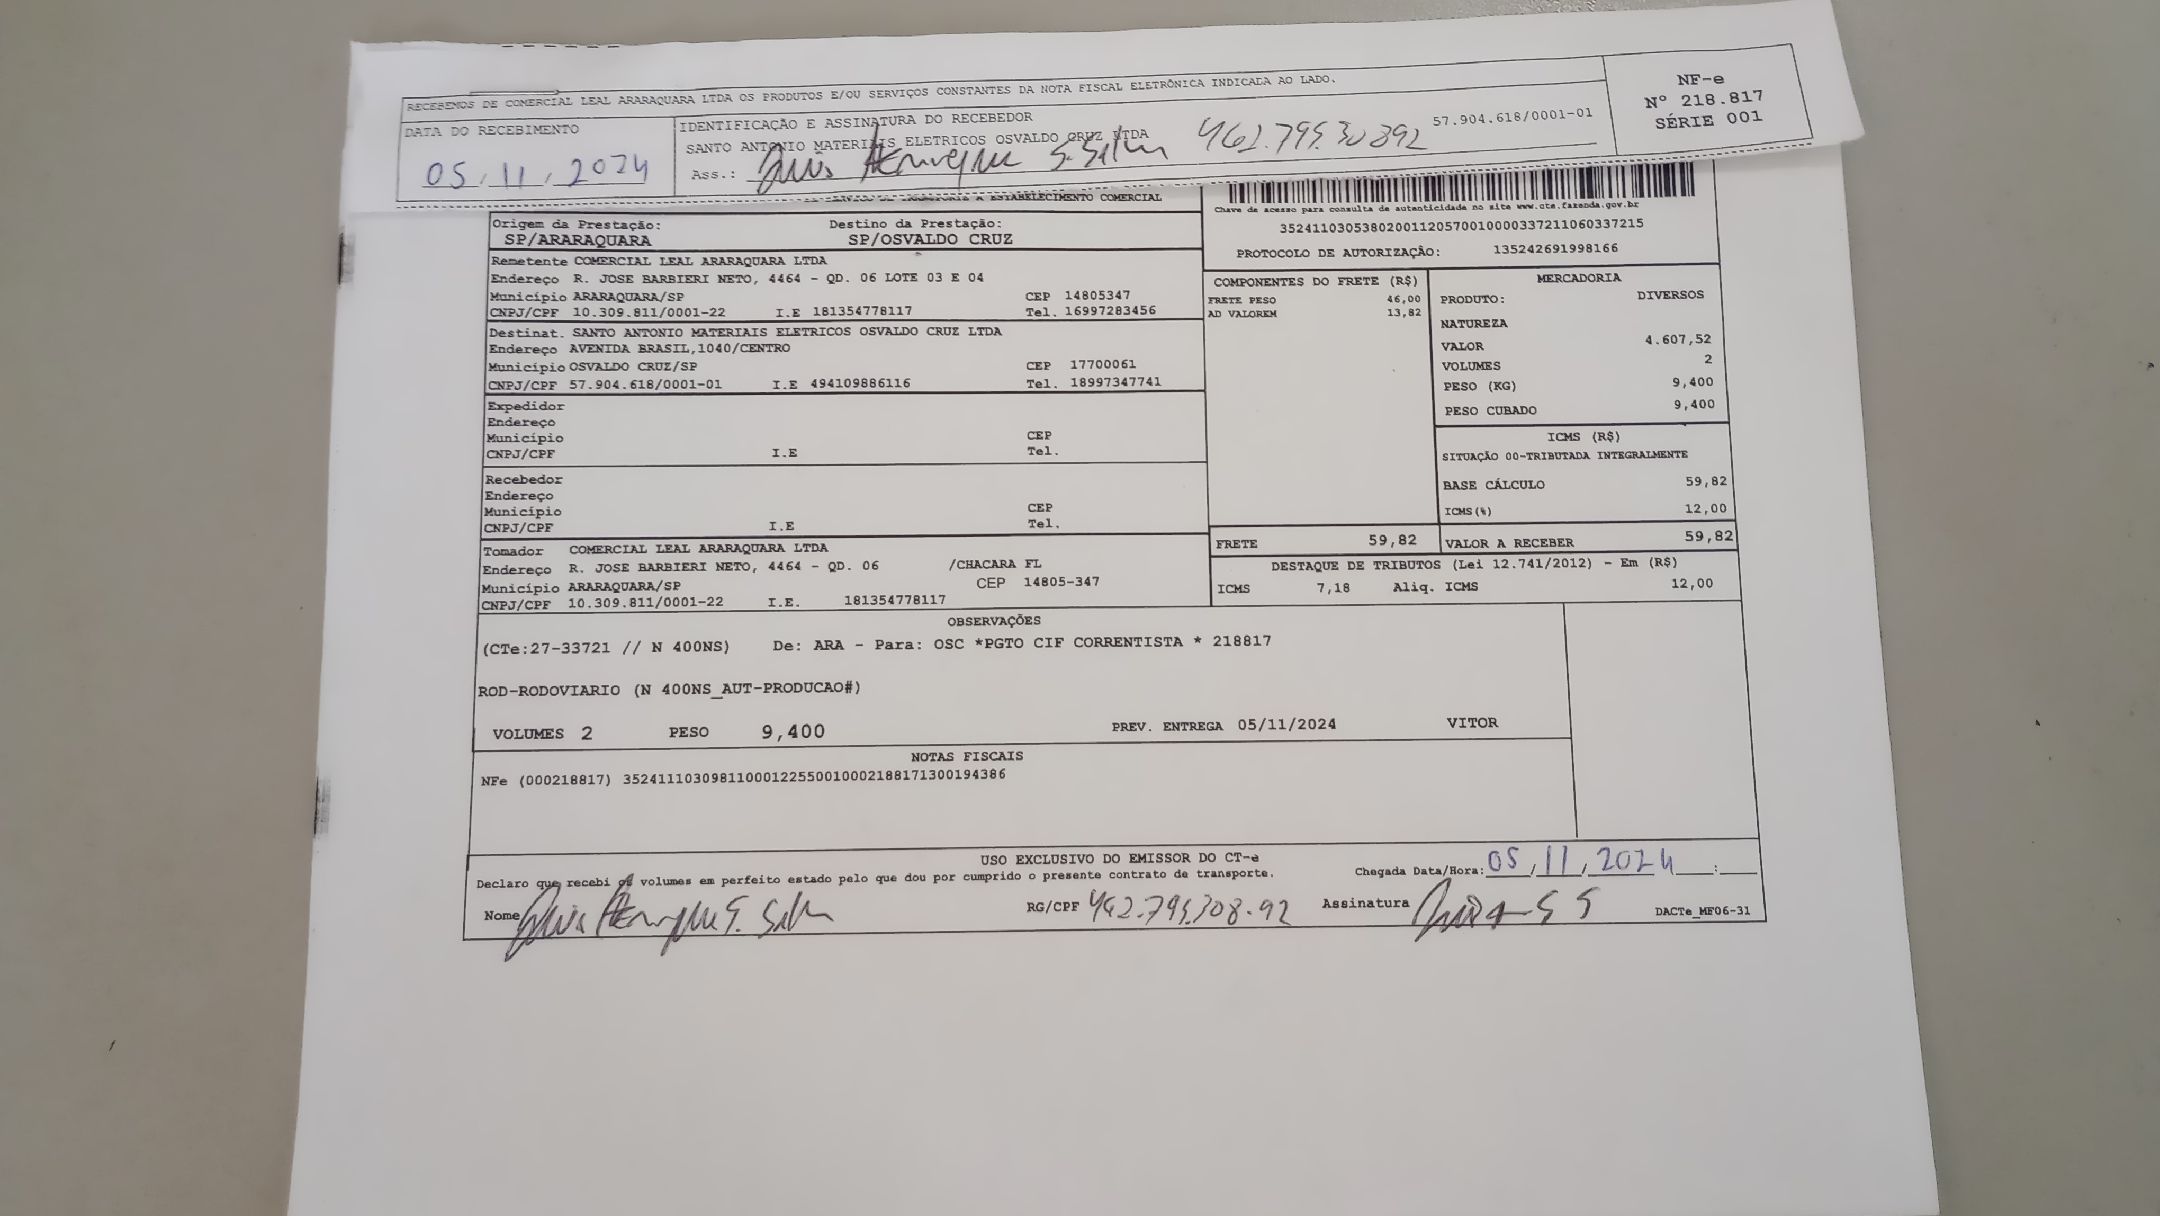 RECEBEMOS DE COMERCIAL LEAL ARARAQUARA LTDA OS PRODUTOS E/OU SERVIÇOS CONSTANTES DA NOTA FISCAL ELETRÔNICA INDICADA AO LADO.
DATA DO RECEBIMENTO
05/11/2024
IDENTIFICAÇÃO E ASSINATURA DO RECEBEDOR
SANTO ANTONIO MATERIAIS ELETRICOS OSVALDO CRUZ LTDA 57.904.618/0001-01
Ass.: Henrique S. Silva 462.795.30892
NF-e
Nº 218.817
SÉRIE 001
A ESTABELECIMENTO COMERCIAL
Origem da Prestação: Destino da Prestação:
SP/ARARAQUARA SP/OSVALDO CRUZ
Chave de acesso para consulta de autenticidade no site www.cte.fazenda.gov.br
35241103053802001120570010000337211060337215
PROTOCOLO DE AUTORIZAÇÃO: 135242691998166
Remetente COMERCIAL LEAL ARARAQUARA LTDA
Endereço R. JOSE BARBIERI NETO, 4464 - QD. 06 LOTE 03 E 04
Município ARARAQUARA/SP CEP 14805347
CNPJ/CPF 10.309.811/0001-22 I.E 181354778117 Tel. 16997283456
Destinat. SANTO ANTONIO MATERIAIS ELETRICOS OSVALDO CRUZ LTDA
Endereço AVENIDA BRASIL,1040/CENTRO
Município OSVALDO CRUZ/SP CEP 17700061
CNPJ/CPF 57.904.618/0001-01 I.E 494109886116 Tel. 18997347741
Expedidor
Endereço
Município CEP
CNPJ/CPF I.E Tel.
Recebedor
Endereço
Município CEP
CNPJ/CPF I.E Tel.
Tomador COMERCIAL LEAL ARARAQUARA LTDA
Endereço R. JOSE BARBIERI NETO, 4464 - QD. 06 /CHACARA FL
Município ARARAQUARA/SP CEP 14805-347
CNPJ/CPF 10.309.811/0001-22 I.E. 181354778117
COMPONENTES DO FRETE (R$)
FRETE PESO 46,00
AD VALOREM 13,82
MERCADORIA
PRODUTO: DIVERSOS
NATUREZA
VALOR 4.607,52
VOLUMES 2
PESO (KG) 9,400
PESO CUBADO 9,400
ICMS (R$)
SITUAÇÃO 00-TRIBUTADA INTEGRALMENTE
BASE CÁLCULO 59,82
ICMS(%) 12,00
FRETE 59,82 VALOR A RECEBER 59,82
DESTAQUE DE TRIBUTOS (Lei 12.741/2012) - Em (R$)
ICMS 7,18 Aliq. ICMS 12,00
OBSERVAÇÕES
(CTe:27-33721 // N 400NS) De: ARA - Para: OSC *PGTO CIF CORRENTISTA * 218817
ROD-RODOVIARIO (N 400NS_AUT-PRODUCAO#)
VOLUMES 2 PESO 9,400 PREV. ENTREGA 05/11/2024 VITOR
NOTAS FISCAIS
NFe (000218817) 35241110309811000122550010002188171300194386
USO EXCLUSIVO DO EMISSOR DO CT-e
Declaro que recebi os volumes em perfeito estado pelo que dou por cumprido o presente contrato de transporte. Chegada Data/Hora: 05/11/2024 :
Nome Henrique S. Silva RG/CPF 462.795.308-92 Assinatura DACTe_MF06-31